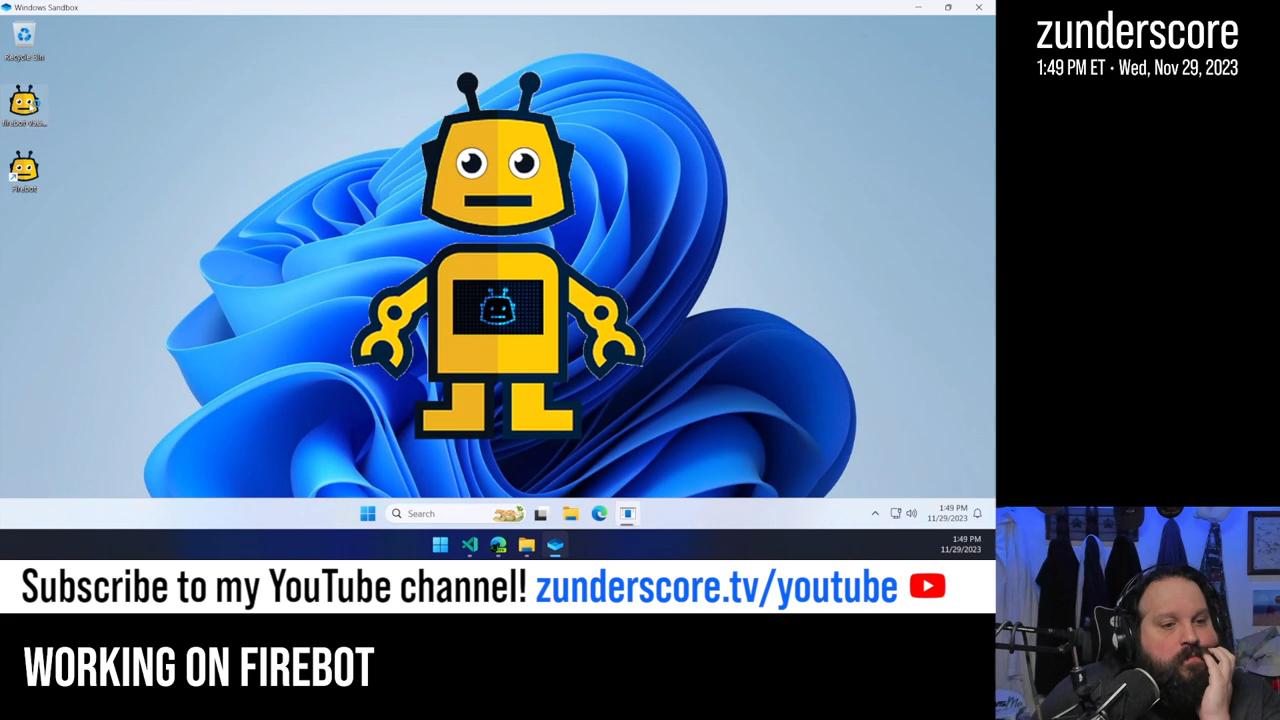 Windows Sandbox
zunderscore
1:49 PM ET • Wed, Nov 29, 2023
Recycle Bin
Firebot
Search
1:49 PM
11/29/2023
1:49 PM
11/29/2023
Subscribe to my YouTube channel! zunderscore.tv/youtube
WORKING ON FIREBOT